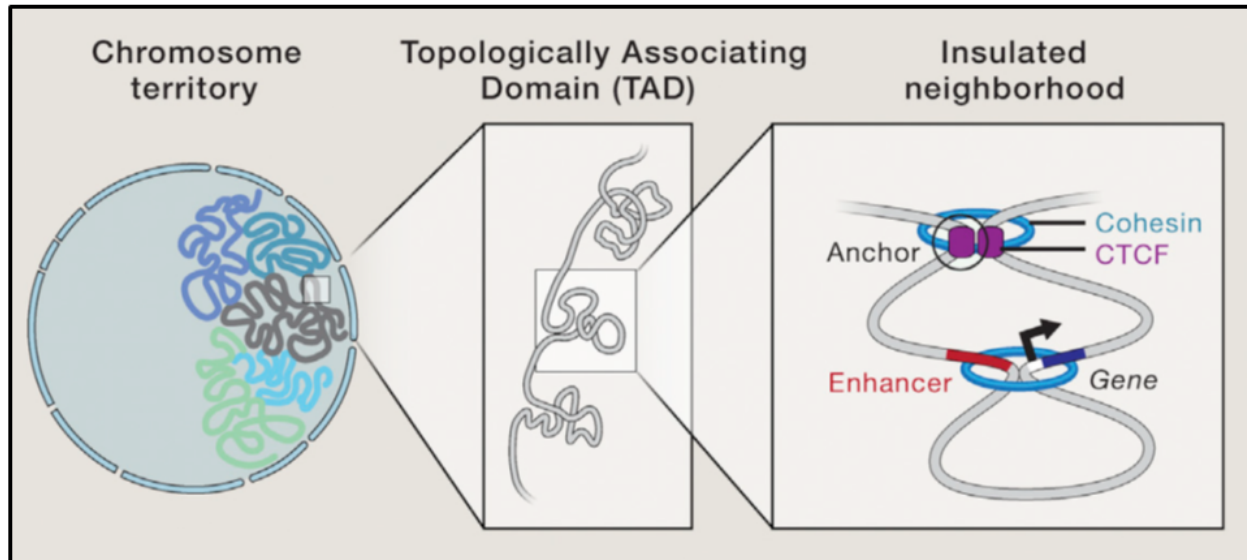 Chromosome
territory
Topologically Associating
Domain (TAD)
Insulated
neighborhood
Cohesin
CTCF
Anchor
Enhancer
Gene